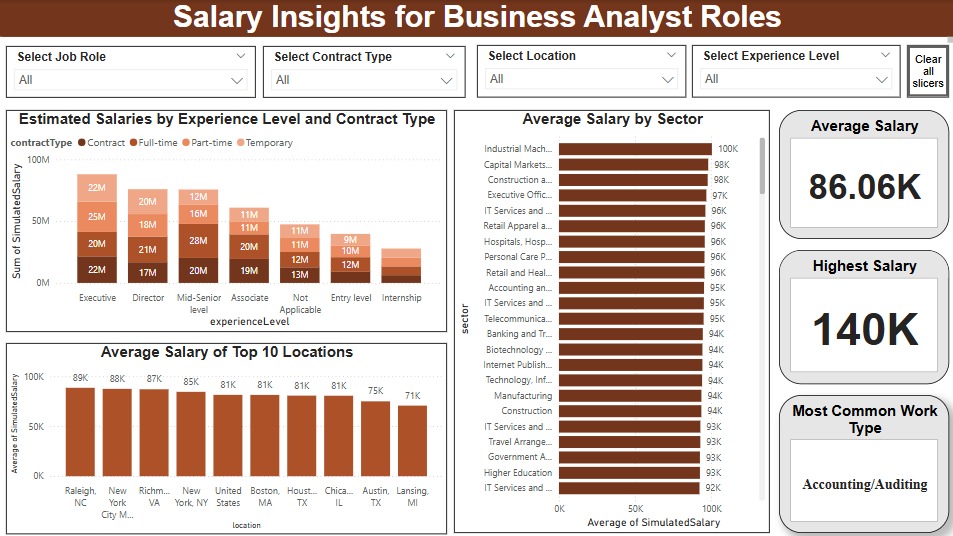 Salary Insights for Business Analyst Roles
Select Job Role
All
Select Contract Type
All
Select Location
All
Select Experience Level
All
Clear
all
slicers
Estimated Salaries by Experience Level and Contract Type
contractType Contract Full-time Part-time Temporary
Sum of SimulatedSalary
100M
50M
0M
22M
25M
20M
22M
20M
18M
21M
17M
12M
16M
28M
20M
11M
11M
20M
19M
11M
11M
12M
13M
9M
10M
12M
Executive
Director
Mid-Senior
level
Associate
Not
Applicable
Entry level
Internship
experienceLevel
Average Salary of Top 10 Locations
Average of SimulatedSalary
100K
50K
0K
89K
88K
87K
85K
81K
81K
81K
81K
75K
71K
Raleigh,
NC
New
York
City M...
Richm...
VA
New
York, NY
United
States
Boston,
MA
Houst...
TX
Chica...
IL
Austin,
TX
Lansing,
MI
location
Average Salary by Sector
sector
Industrial Mach... 100K
Capital Markets... 98K
Construction a... 98K
Executive Offic... 97K
IT Services and ... 96K
Retail Apparel a... 96K
Hospitals, Hosp... 96K
Personal Care P... 96K
Retail and Heal... 96K
Accounting an... 95K
IT Services and ... 95K
Telecommunica... 95K
Banking and Tr... 94K
Biotechnology ... 94K
Internet Publish... 94K
Technology, Inf... 94K
Manufacturing 94K
Construction 94K
IT Services and ... 93K
Travel Arrange... 93K
Government A... 93K
Higher Education 93K
IT Services and ... 92K
0K 50K 100K
Average of SimulatedSalary
Average Salary
86.06K
Highest Salary
140K
Most Common Work
Type
Accounting/Auditing